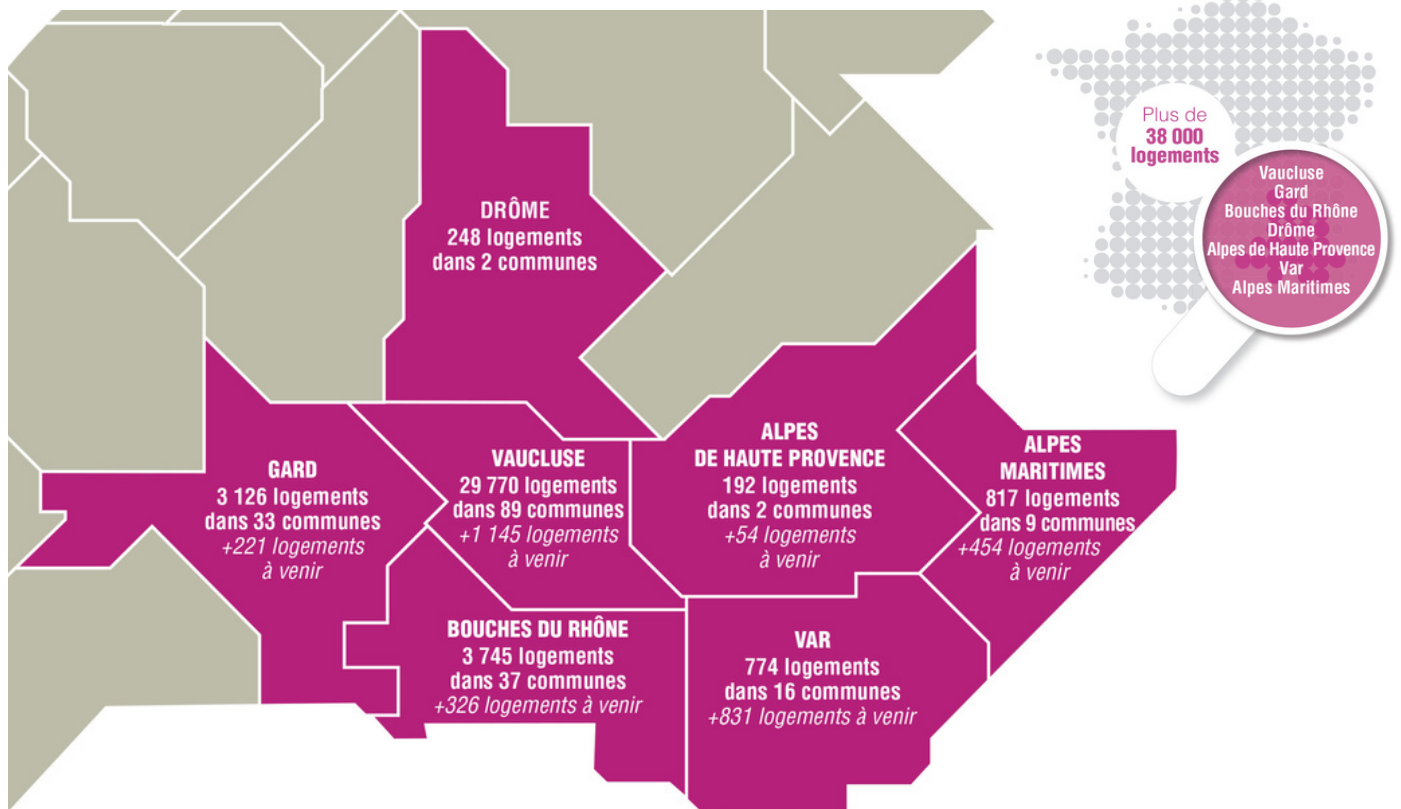 DRÔME
248 logements
dans 2 communes
GARD
3 126 logements
dans 33 communes
+221 logements
à venir
VAUCLUSE
29 770 logements
dans 89 communes
+1 145 logements
à venir
ALPES
DE HAUTE PROVENCE
192 logements
dans 2 communes
+54 logements
à venir
ALPES
MARITIMES
817 logements
dans 9 communes
+454 logements
à venir
BOUCHES DU RHÔNE
3 745 logements
dans 37 communes
+326 logements à venir
VAR
774 logements
dans 16 communes
+831 logements à venir
Plus de
38 000
logements
Vaucluse
Gard
Bouches du Rhône
Drôme
Alpes de Haute Provence
Var
Alpes Maritimes